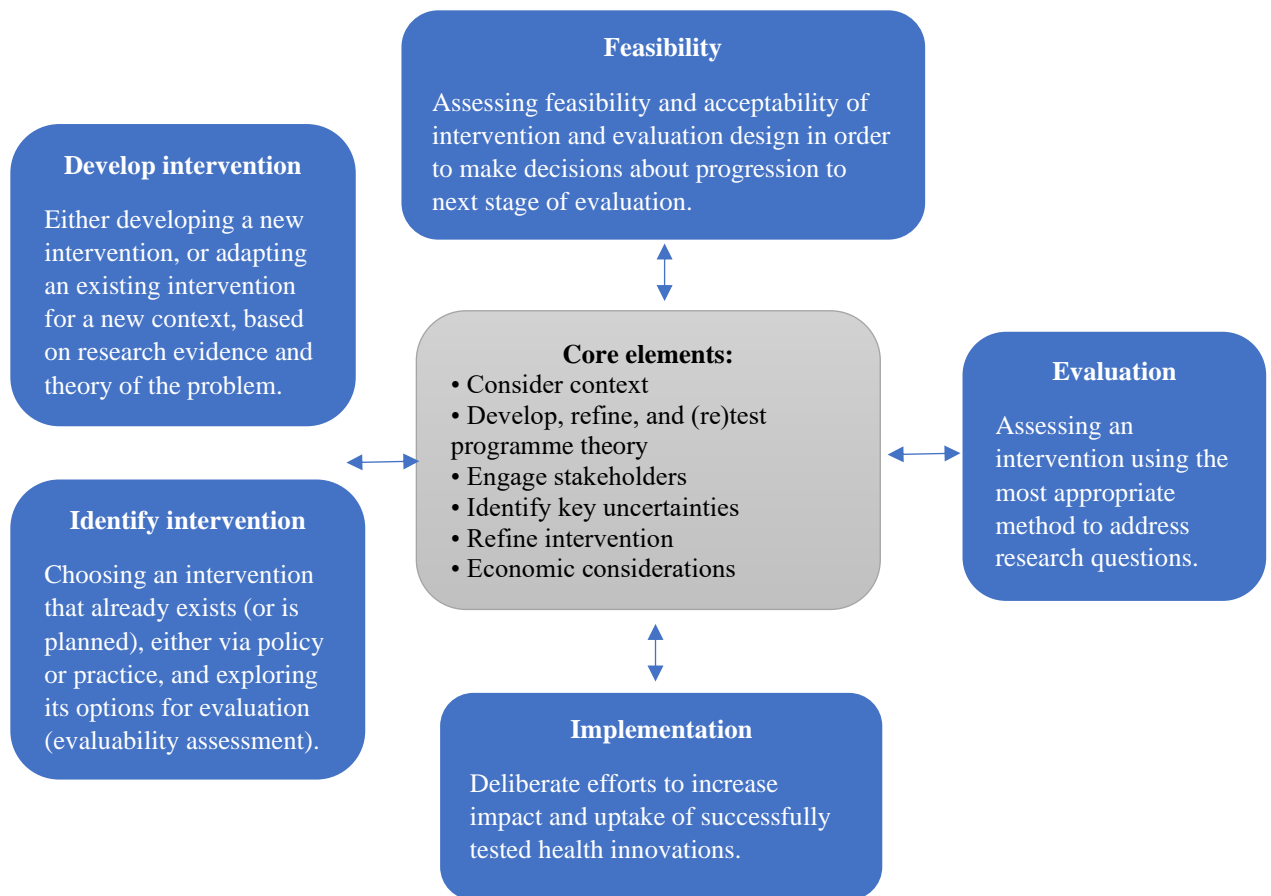 Feasibility
Assessing feasibility and acceptability of
intervention and evaluation design in order
to make decisions about progression to
next stage of evaluation.
Develop intervention
Either developing a new
intervention, or adapting
an existing intervention
for a new context, based
on research evidence and
theory of the problem.
Core elements:
• Consider context
• Develop, refine, and (re)test
programme theory
• Engage stakeholders
• Identify key uncertainties
• Refine intervention
• Economic considerations
Evaluation
Assessing an
intervention using the
most appropriate
method to address
research questions.
Identify intervention
Choosing an intervention
that already exists (or is
planned), either via policy
or practice, and exploring
its options for evaluation
(evaluability assessment).
Implementation
Deliberate efforts to increase
impact and uptake of successfully
tested health innovations.